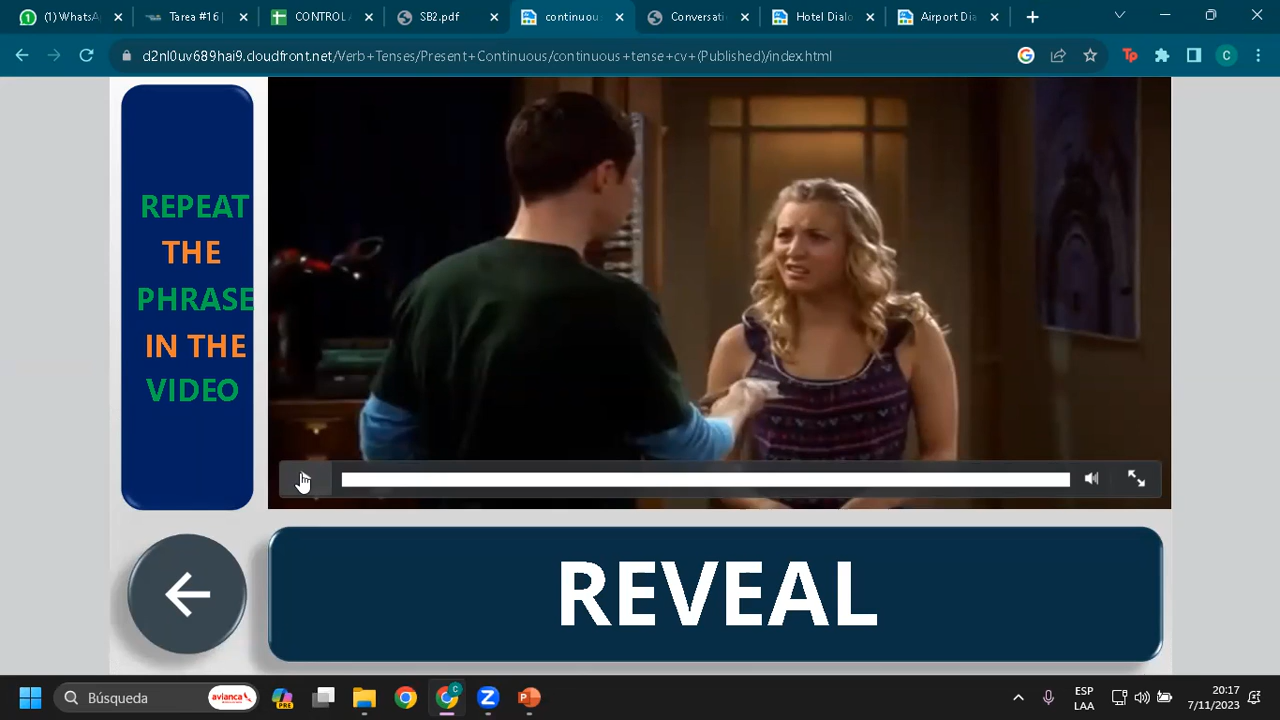 (1) WhatsA
Tarea #16
CONTROL A
SB2.pdf
continuou
Conversati
Hotel Dialo
Airport Dia
d2nl0uv689hai9.cloudfront.net/Verb+Tenses/Present+Continuous/continuous+tense+cv+(Published)/index.html
C
REPEAT
THE
PHRASE
IN THE
VIDEO
REVEAL
Búsqueda
avianca
PRE
C
ESP
LAA
20:17
7/11/2023